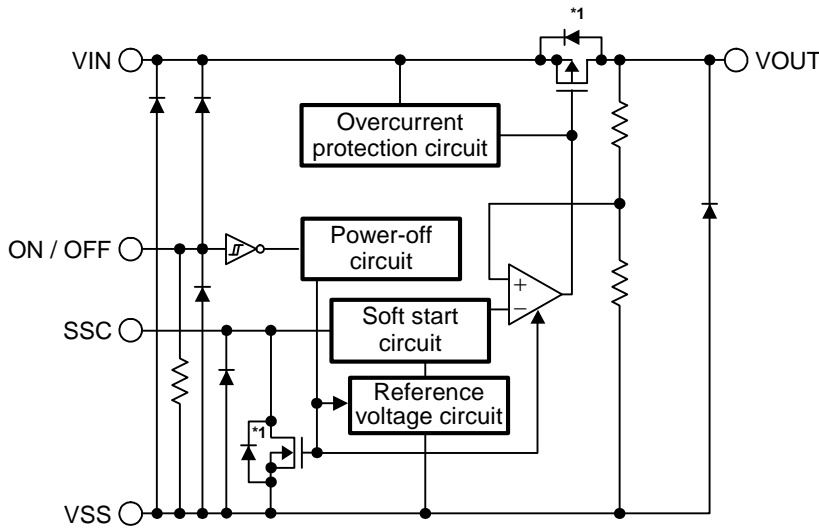 *1
VIN
VOUT
Overcurrent
protection circuit
ON / OFF
Power-off
circuit
+
−
SSC
Soft start
circuit
Reference
voltage circuit
*1
VSS